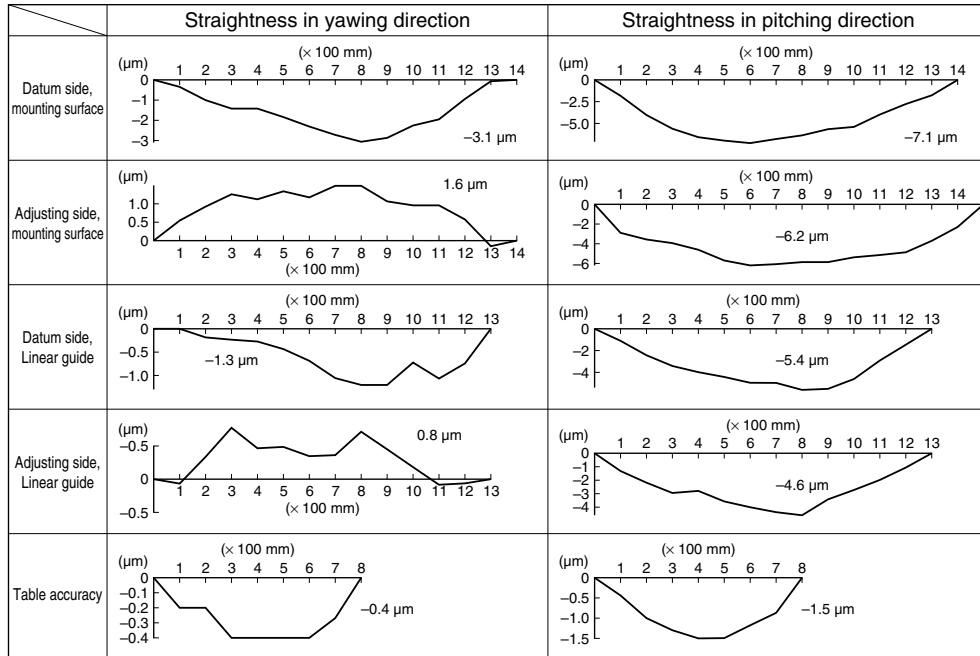 Straightness in yawing direction
Straightness in pitching direction
Datum side,
mounting surface
(× 100 mm)
(μm) 1 2 3 4 5 6 7 8 9 10 11 12 13 14
0
−1
−2
−3
−3.1 μm
(× 100 mm)
(μm) 1 2 3 4 5 6 7 8 9 10 11 12 13 14
0
−2.5
−5.0
−7.1 μm
Adjusting side,
mounting surface
(μm)
1.0
0.5
0
1.6 μm
1 2 3 4 5 6 7 8 9 10 11 12 13 14
(× 100 mm)
(× 100 mm)
(μm) 1 2 3 4 5 6 7 8 9 10 11 12 13 14
0
−2
−4
−6
−6.2 μm
Datum side,
Linear guide
(× 100 mm)
(μm) 1 2 3 4 5 6 7 8 9 10 11 12 13
0
−0.5
−1.0
−1.3 μm
(× 100 mm)
(μm) 1 2 3 4 5 6 7 8 9 10 11 12 13
0
−2
−4
−5.4 μm
Adjusting side,
Linear guide
(μm)
−0.5
0
−0.5
0.8 μm
1 2 3 4 5 6 7 8 9 10 11 12 13
(× 100 mm)
(× 100 mm)
(μm) 1 2 3 4 5 6 7 8 9 10 11 12 13
0
−1
−2
−3
−4
−4.6 μm
Table accuracy
(× 100 mm)
(μm) 1 2 3 4 5 6 7 8
0
−0.1
−0.2
−0.3
−0.4
−0.4 μm
(× 100 mm)
(μm) 1 2 3 4 5 6 7 8
0
−0.5
−1.0
−1.5
−1.5 μm